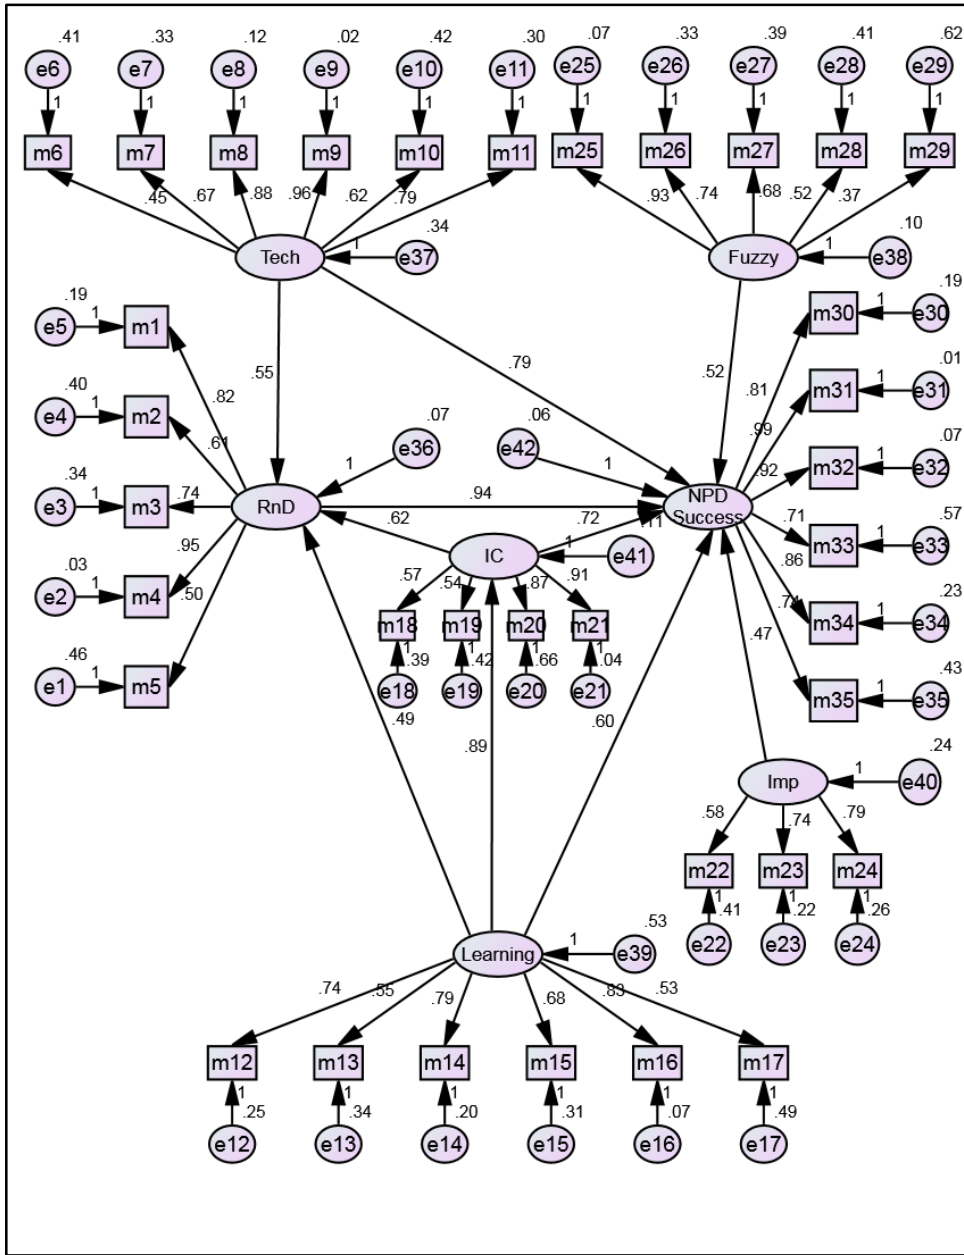 .41 .33 .12 .02 .42 .30 .07 .33 .39 .41 .62
e6 e7 e8 e9 e10 e11 e25 e26 e27 e28 e29
1 1 1 1 1 1 1 1 1 1 1
m6 m7 m8 m9 m10 m11 m25 m26 m27 m28 m29
.45 .67 .88 .96 .62 .79 .93 .74 .68 .52 .37
.34 .10
Tech 1 e37 Fuzzy 1 e38
.19 .19
e5 1 m1 m30 1 e30
.55 .79 .52
.01
.40 .82 .81 m31 1 e31
e4 1 m2 .07 .06
.61 e36 e42 .99 .07
.34 1 1 .92 m32 1 e32
e3 1 m3 .74 RnD .94 NPD
Success
.62 .72 .11 .71 .57
.95 IC 1 e41 .86 m33 1 e33
.03 .57 .54 .87 .91
e2 1 m4 .50 .74 .23
m18 m19 m20 m21 m34 1 e34
1 1 1 1 .47
.46 .39 .42 .66 .04 .43
e1 1 m5 e18 e19 e20 e21 m35 1 e35
.49 .60
.89 .24
Imp 1 e40
.58 .74 .79
m22 m23 m24
1 1 1
.41 .22 .26
.53 e22 e23 e24
Learning 1 e39
.74 .55 .79 .68 .83 .53
m12 m13 m14 m15 m16 m17
1 1 1 1 1 1
.25 .34 .20 .31 .07 .49
e12 e13 e14 e15 e16 e17